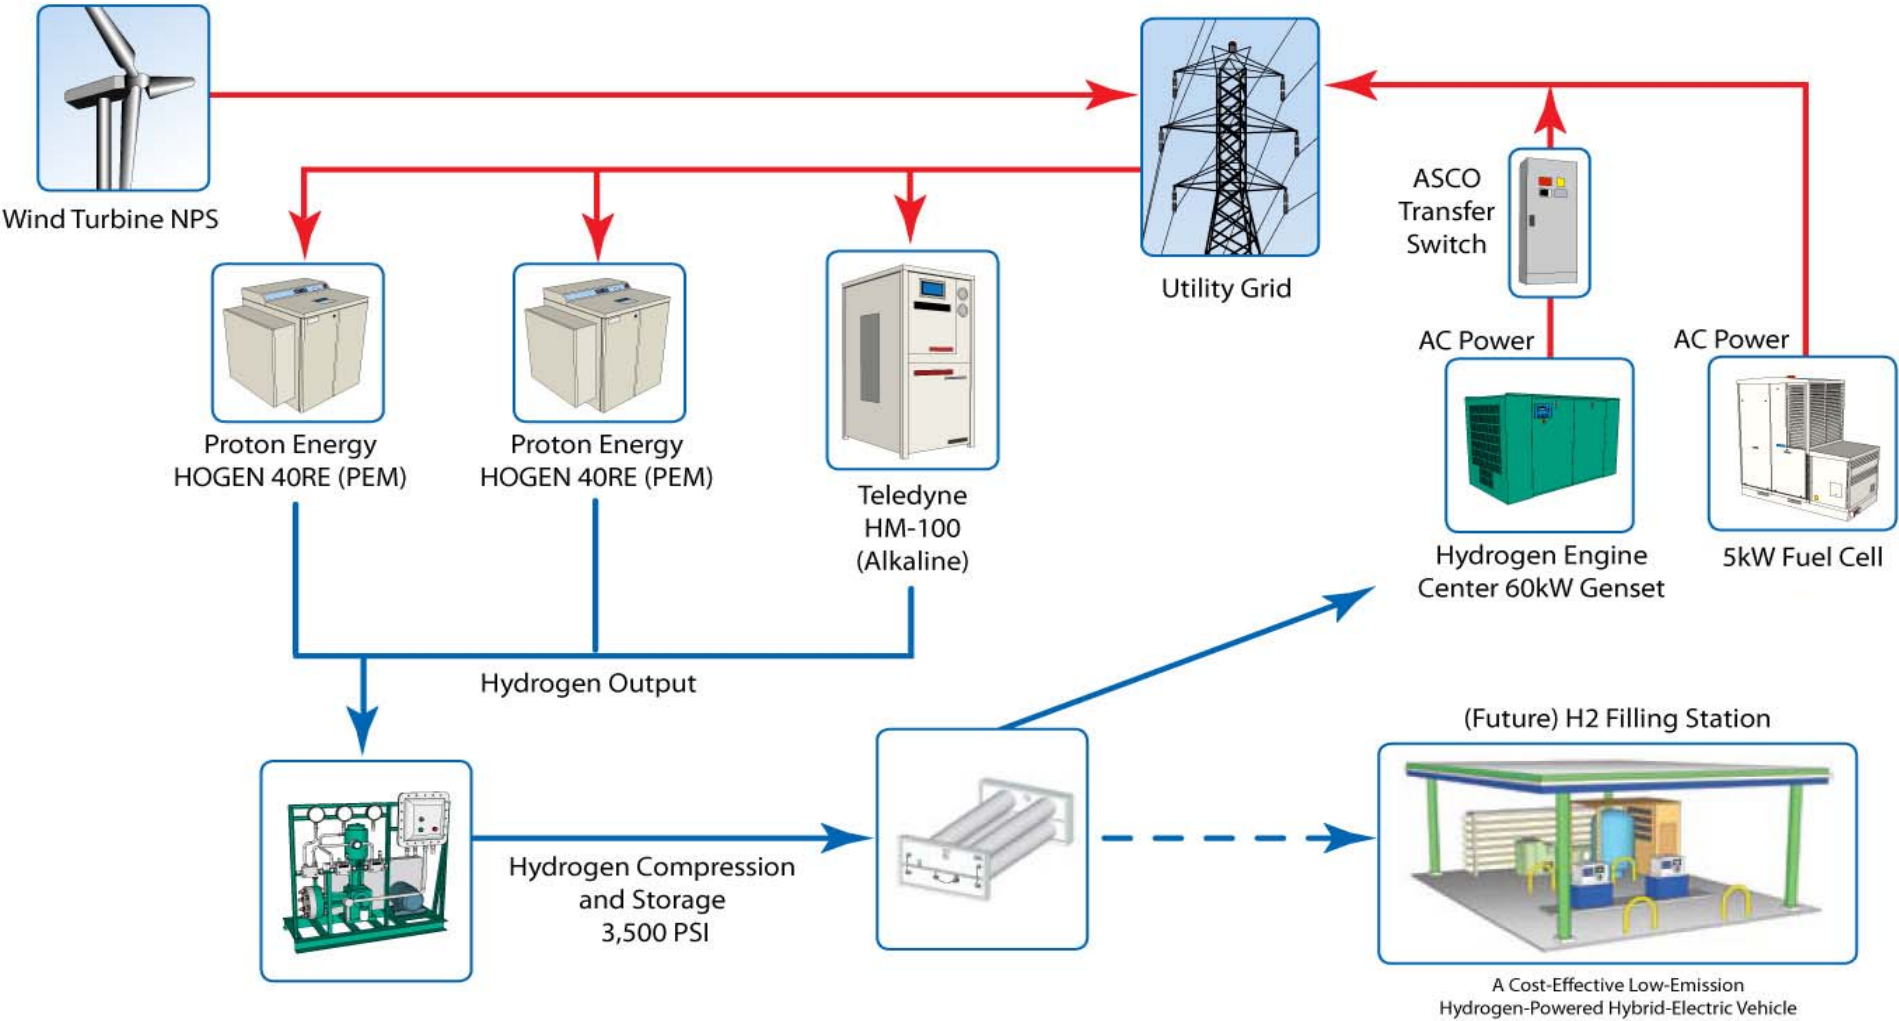 Wind Turbine NPS
Utility Grid
ASCO
Transfer
Switch
AC Power
AC Power
Proton Energy
HOGEN 40RE (PEM)
Proton Energy
HOGEN 40RE (PEM)
Teledyne
HM-100
(Alkaline)
Hydrogen Engine
Center 60kW Genset
5kW Fuel Cell
Hydrogen Output
(Future) H2 Filling Station
Hydrogen Compression
and Storage
3,500 PSI
A Cost-Effective Low-Emission
Hydrogen-Powered Hybrid-Electric Vehicle